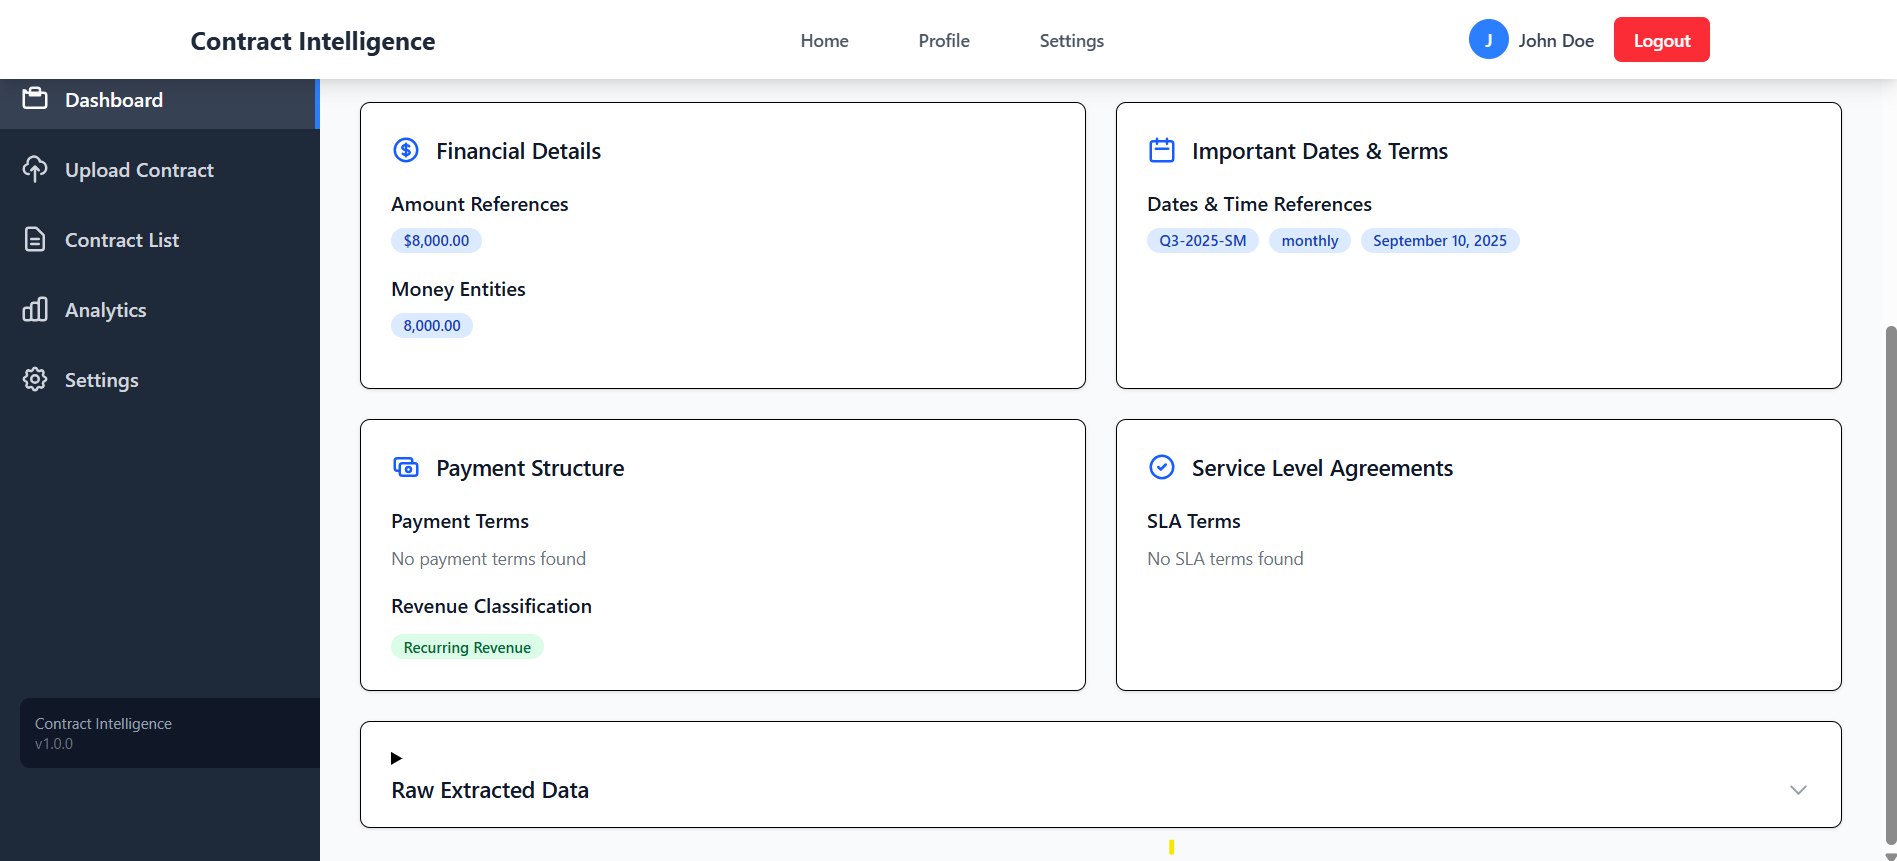 Contract Intelligence
Home
Profile
Settings
J
John Doe
Logout
Dashboard
Upload Contract
Contract List
Analytics
Settings
Contract Intelligence
v1.0.0
Financial Details
Amount References
$8,000.00
Money Entities
8,000.00
Important Dates & Terms
Dates & Time References
Q3-2025-SM monthly September 10, 2025
Payment Structure
Payment Terms
No payment terms found
Revenue Classification
Recurring Revenue
Service Level Agreements
SLA Terms
No SLA terms found
Raw Extracted Data